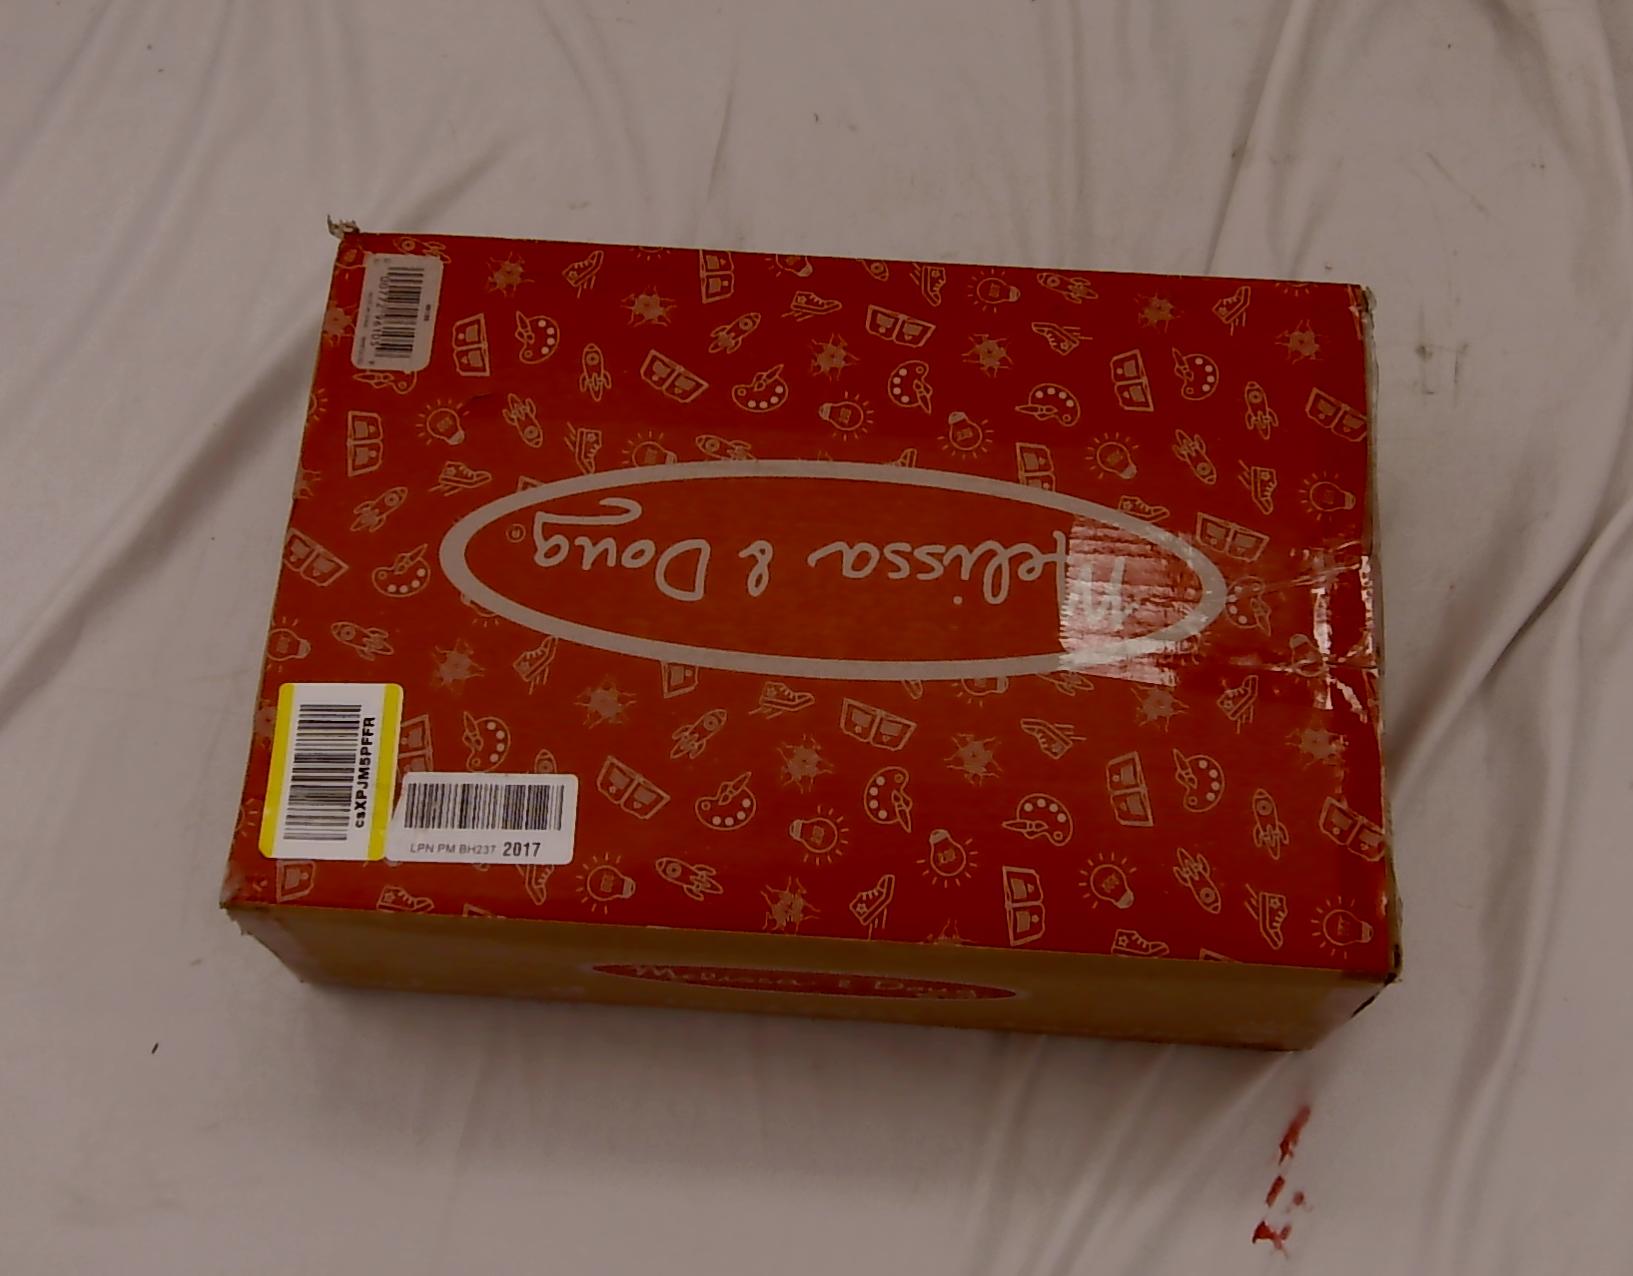 Melissa & Doug®
csXPJM5PFFR
LPN PM BH237 2017
Melissa & Doug